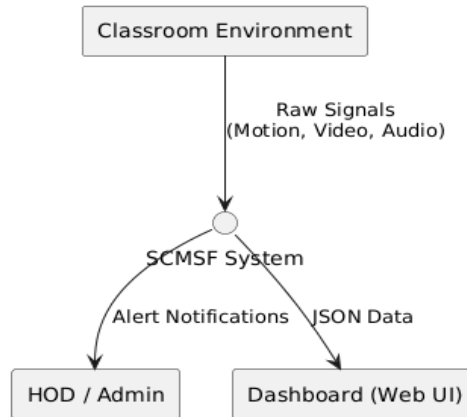 Classroom Environment
Raw Signals
(Motion, Video, Audio)
SCMSF System
Alert Notifications
JSON Data
HOD / Admin
Dashboard (Web UI)